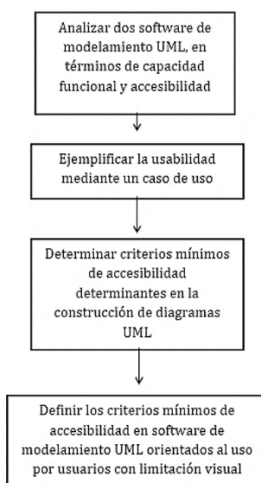 Analizar dos software de
modelamiento UML, en
términos de capacidad
funcional y accesibilidad
Ejemplificar la usabilidad
mediante un caso de uso
Determinar criterios mínimos
de accesibilidad
determinantes en la
construcción de diagramas
UML
Definir los criterios mínimos de
accesibilidad en software de
modelamiento UML orientados al uso
por usuarios con limitación visual